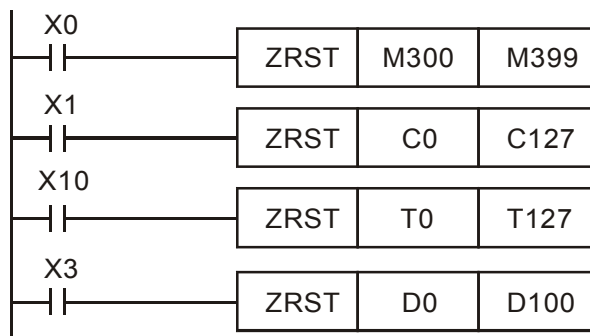 X0
ZRST M300 M399
X1
ZRST C0 C127
X10
ZRST T0 T127
X3
ZRST D0 D100